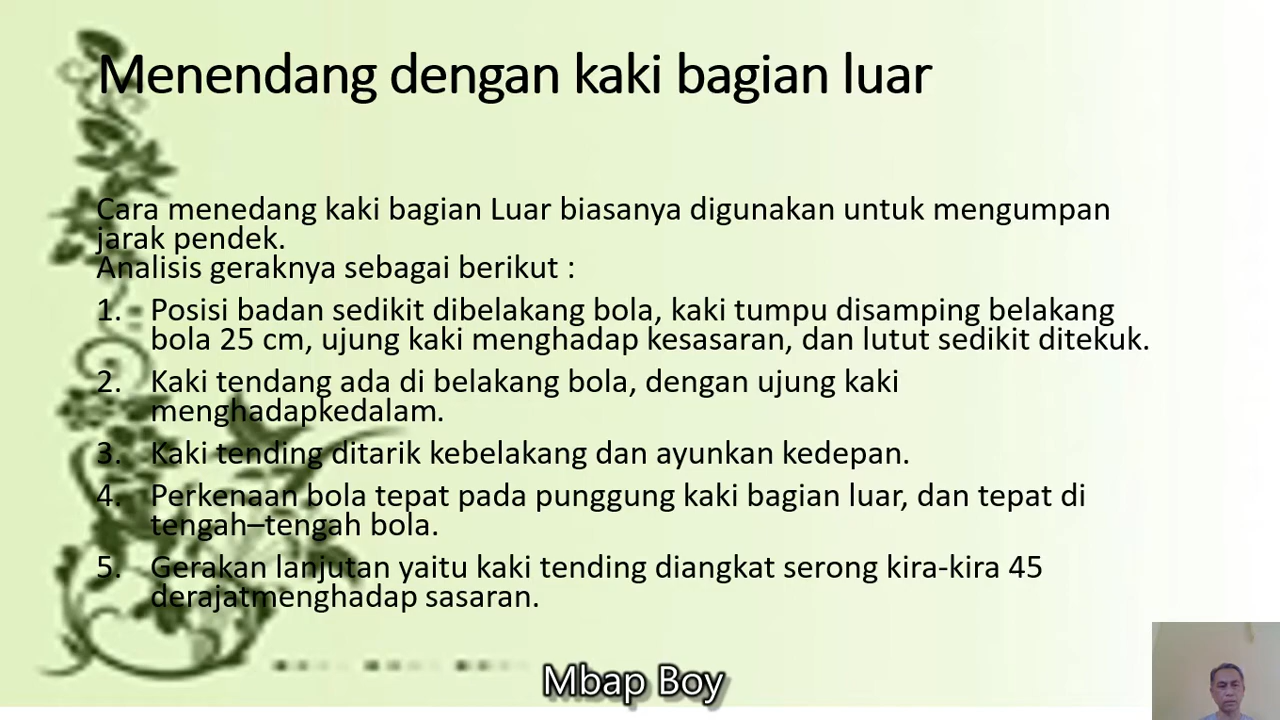 Menendang dengan kaki bagian luar
Cara menedang kaki bagian Luar biasanya digunakan untuk mengumpan
jarak pendek.
Analisis geraknya sebagai berikut :
1. Posisi badan sedikit dibelakang bola, kaki tumpu disamping belakang
bola 25 cm, ujung kaki menghadap kesasaran, dan lutut sedikit ditekuk.
2. Kaki tendang ada di belakang bola, dengan ujung kaki
menghadapkedalam.
3. Kaki tending ditarik kebelakang dan ayunkan kedepan.
4. Perkenaan bola tepat pada punggung kaki bagian luar, dan tepat di
tengah–tengah bola.
5. Gerakan lanjutan yaitu kaki tending diangkat serong kira-kira 45
derajatmenghadap sasaran.
Mbap Boy